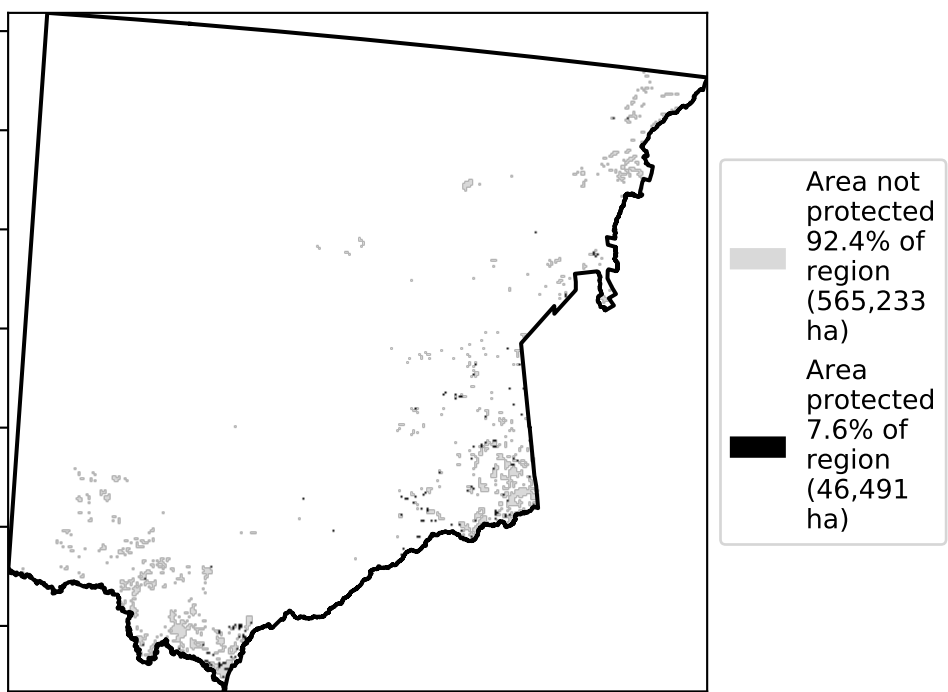 Area not
protected
92.4% of
region
(565,233
ha)
Area
protected
7.6% of
region
(46,491
ha)